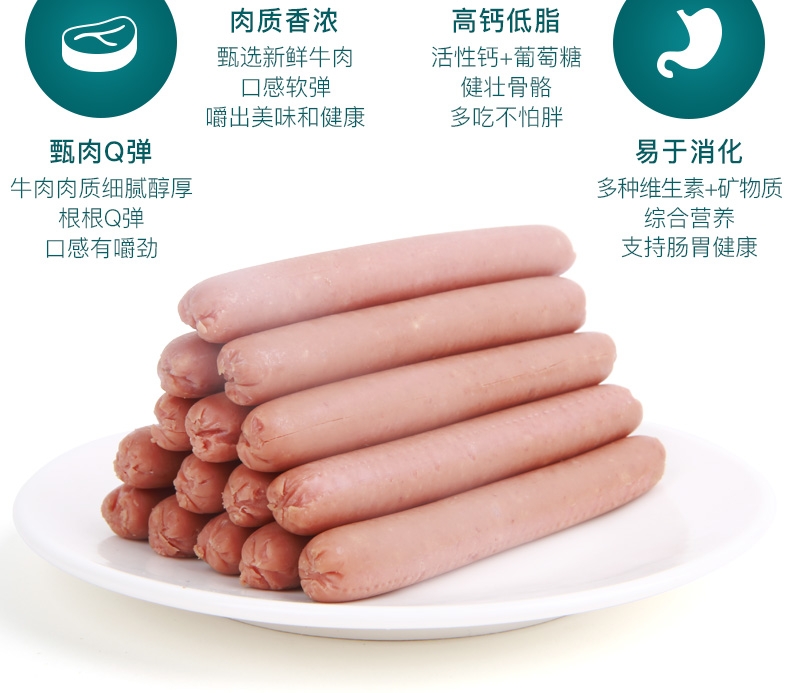 肉质香浓
甄选新鲜牛肉
口感软弹
嚼出美味和健康
高钙低脂
活性钙+葡萄糖
健壮骨骼
多吃不怕胖
甄肉Q弹
牛肉肉质细腻醇厚
根根Q弹
口感有嚼劲
易于消化
多种维生素+矿物质
综合营养
支持肠胃健康